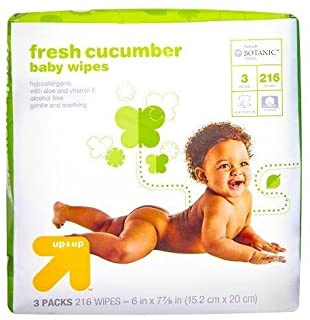 fresh cucumber
baby wipes
hypoallergenic
with aloe and vitamin E
alcohol free
gentle and soothing
BOTANIC™
3
216
up&up
3 PACKS 216 WIPES – 6 in x 7⅞ in (15.2 cm x 20 cm)